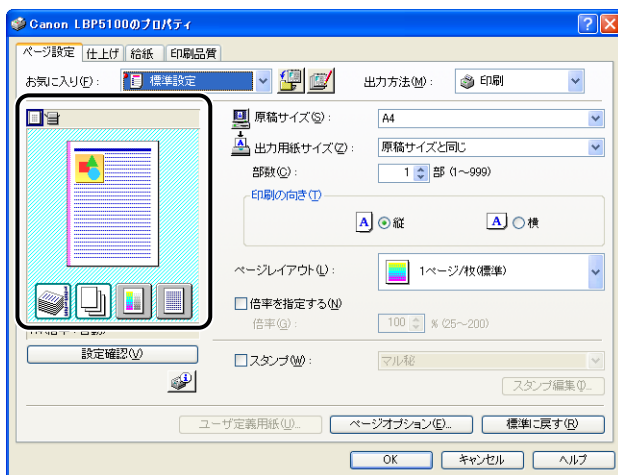 Canon LBP5100のプロパティ
ページ設定 仕上げ 給紙 印刷品質
お気に入り(F): 標準設定 出力方法(M): 印刷
原稿サイズ(S): A4
出力用紙サイズ(Z): 原稿サイズと同じ
部数(C): 1 部 (1～999)
印刷の向き(T)
A 縦 A 横
ページレイアウト(L): 1ページ/枚(標準)
倍率を指定する(N)
倍率(G): 100 % (25～200)
設定確認(V)
スタンプ(W): マル秘
スタンプ編集(I)...
ユーザ定義用紙(U)... ページオプション(E)... 標準に戻す(R)
OK キャンセル ヘルプ